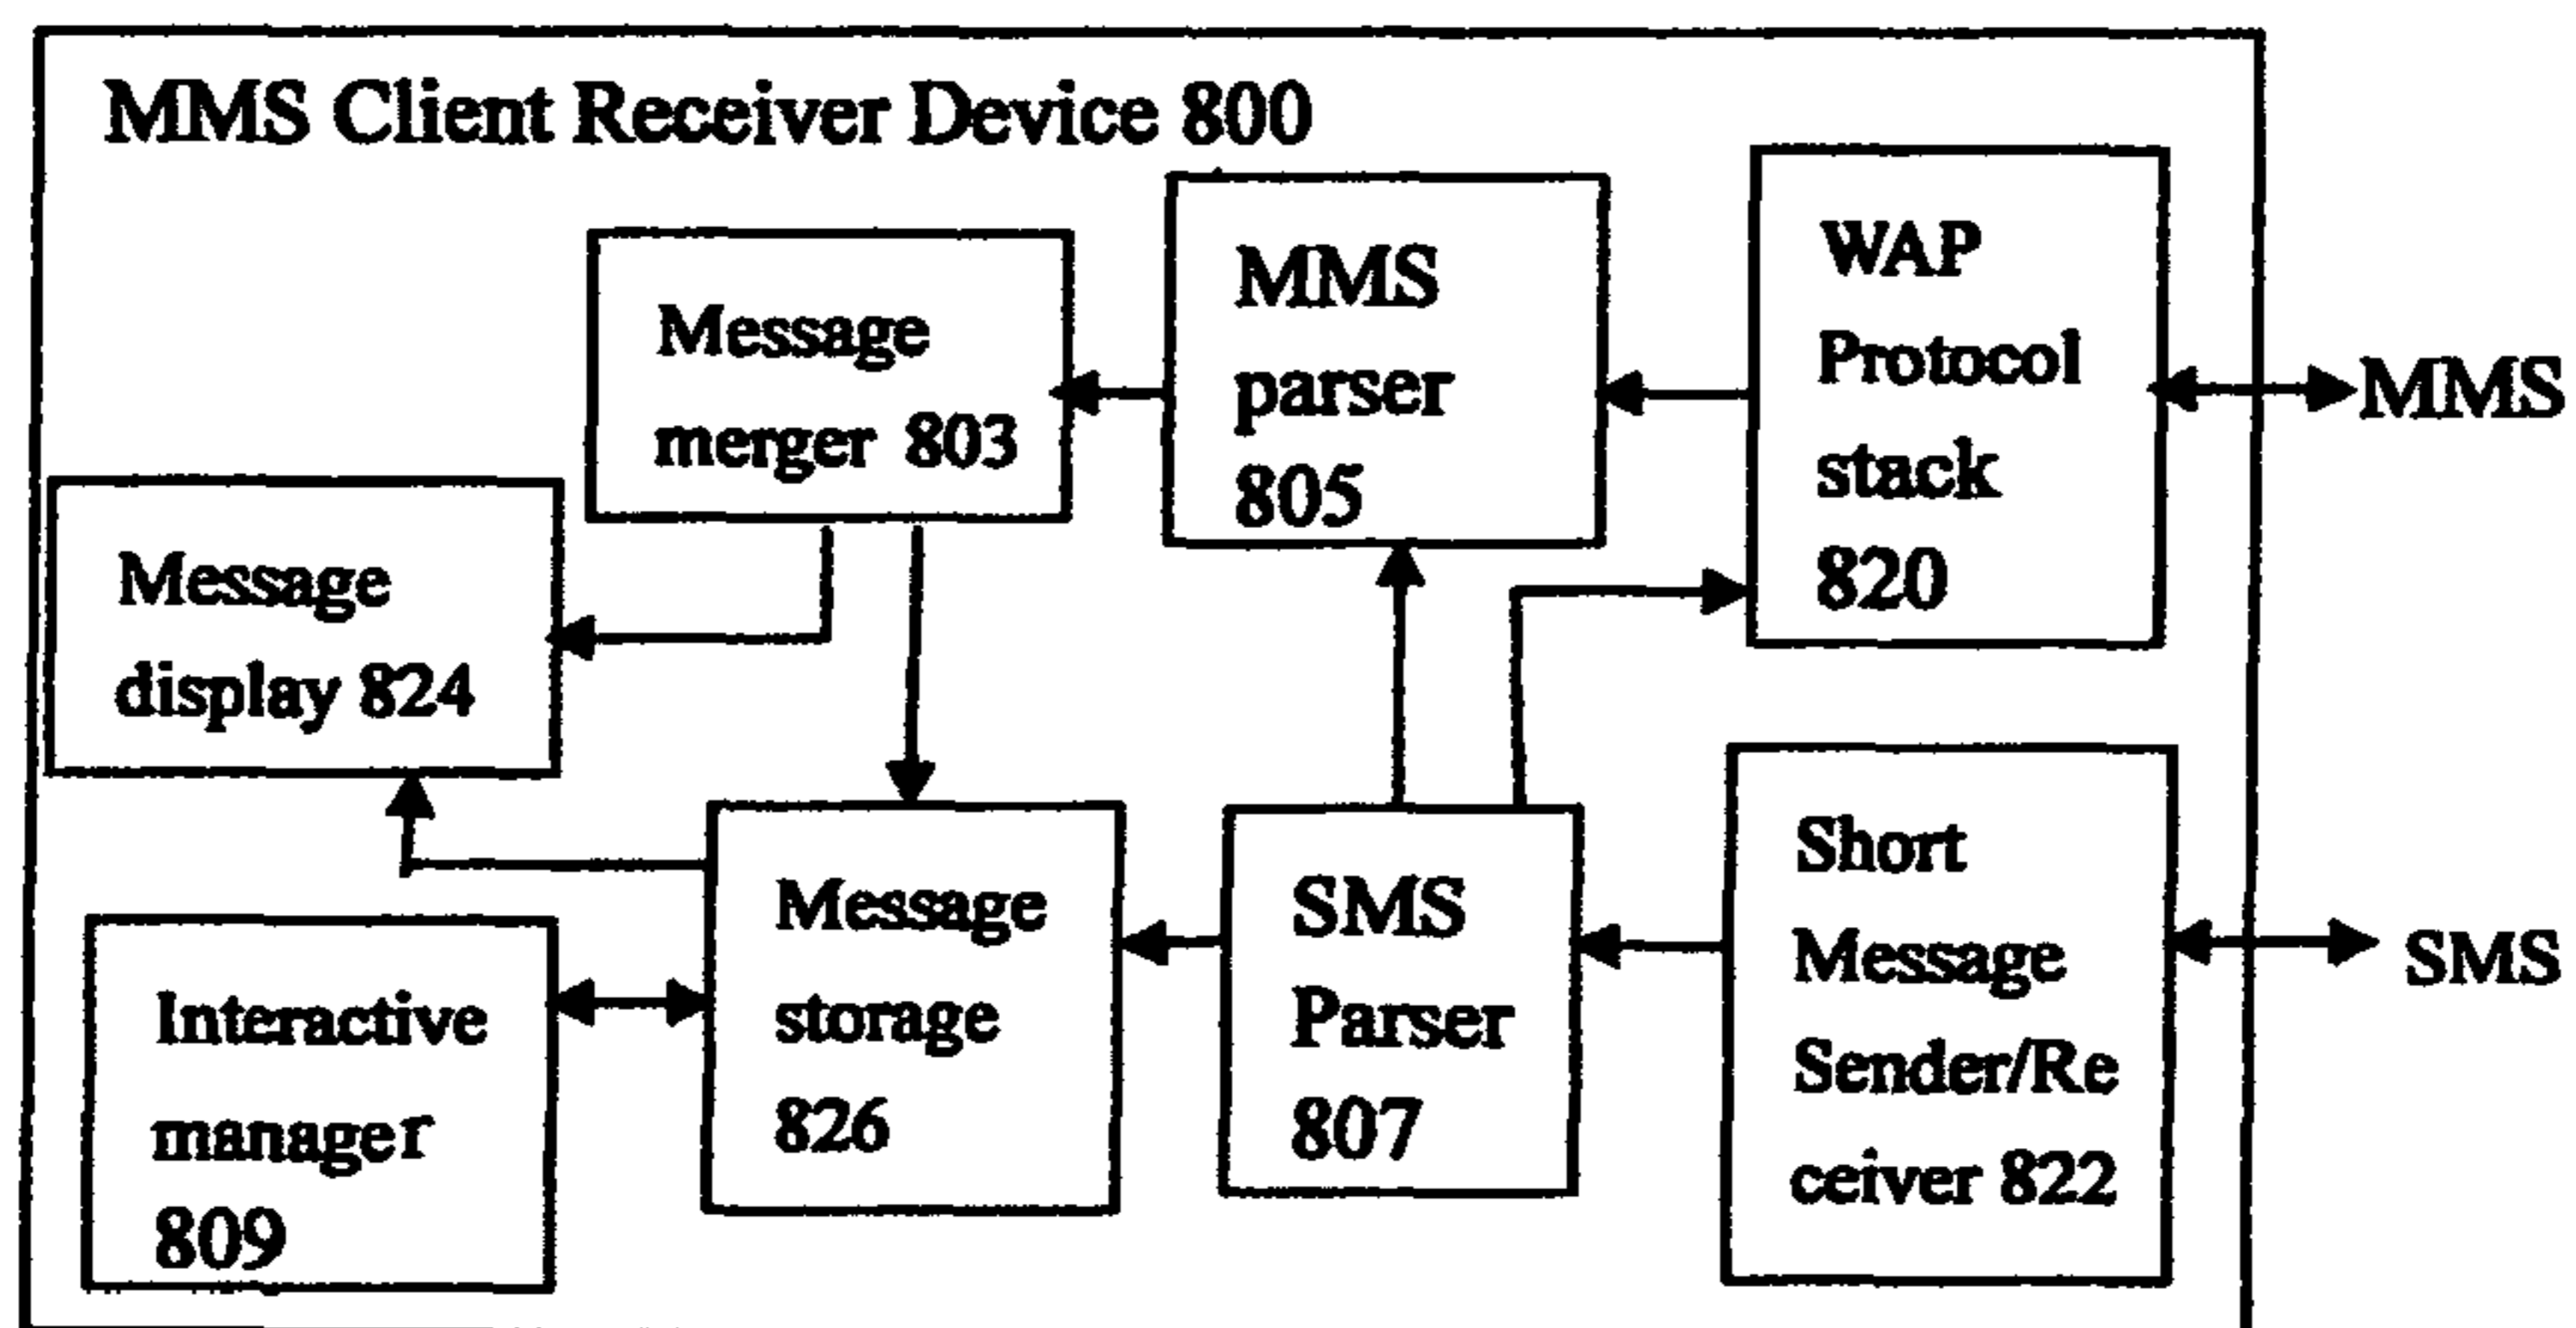 MMS Client Receiver Device 800
Message
merger 803
MMS
parser
805
WAP
Protocol
stack
820
MMS
Message
display 824
Interactive
manager
809
Message
storage
826
SMS
Parser
807
Short
Message
Sender/Re
ceiver 822
SMS